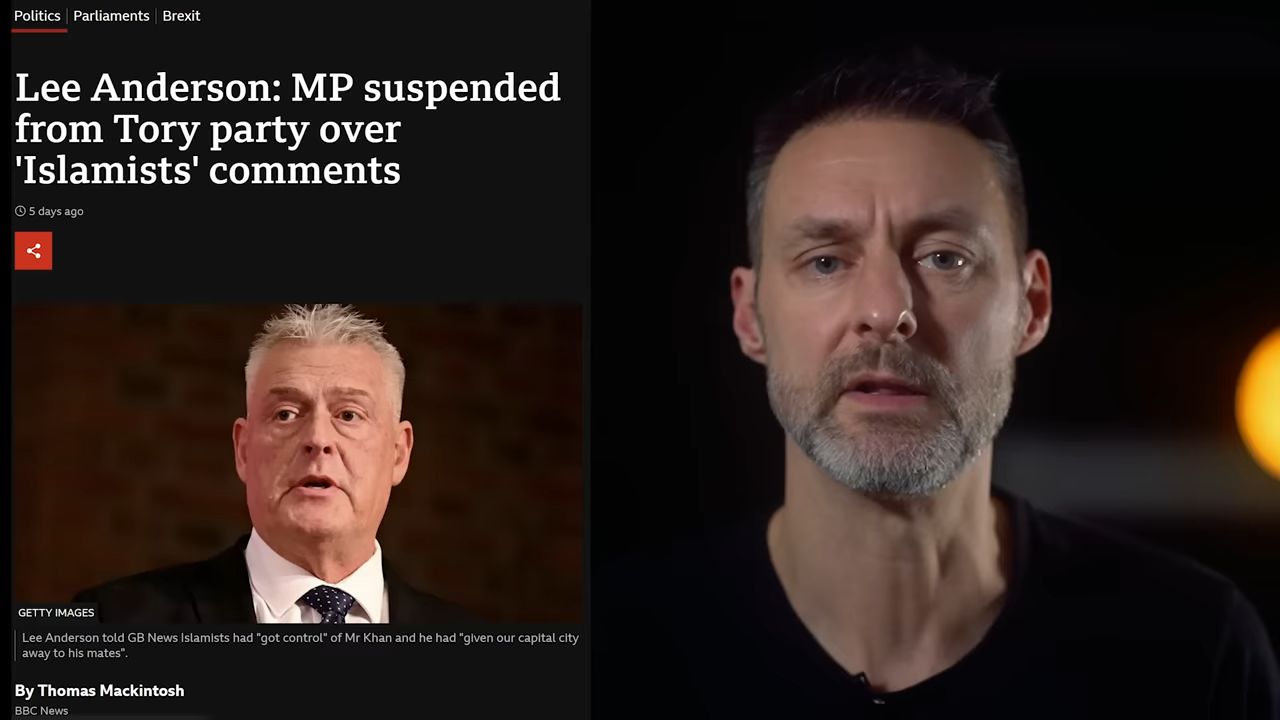 Politics Parliaments Brexit
Lee Anderson: MP suspended
from Tory party over
'Islamists' comments
5 days ago
GETTY IMAGES
Lee Anderson told GB News Islamists had "got control" of Mr Khan and he had "given our capital city
away to his mates".
By Thomas Mackintosh
BBC News